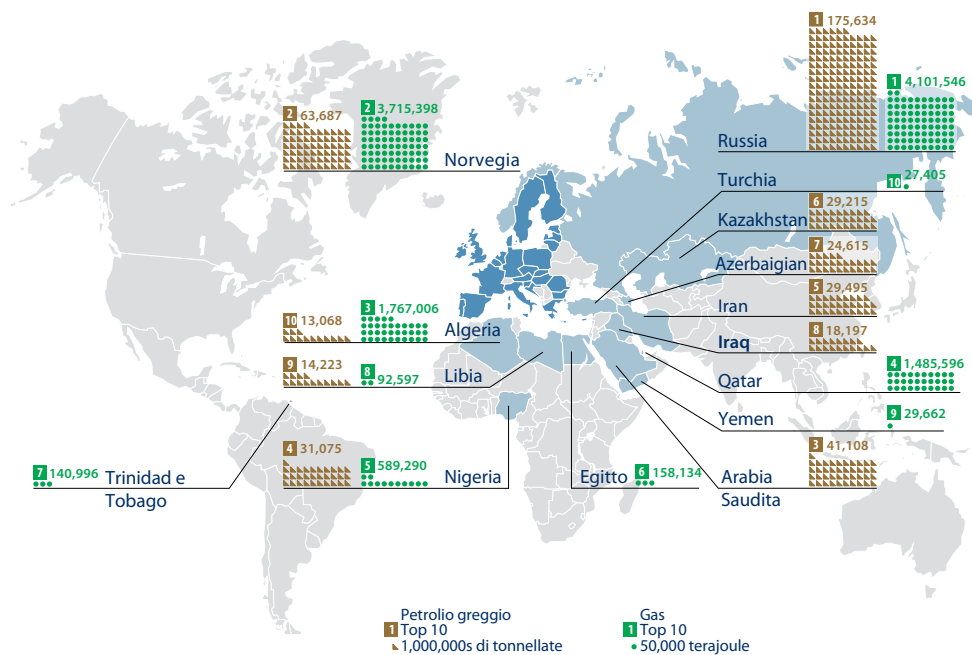 1 175,634
1 4,101,546
Russia
2 63,687
2 3,715,398
Norvegia
Turchia
10 27,405
Kazakhstan
6 29,215
Azerbaigian
7 24,615
Iran
5 29,495
Iraq
8 18,197
10 13,068
3 1,767,006
Algeria
9 14,223
8 92,597
Libia
Qatar
4 1,485,596
Yemen
9 29,662
7 140,996
Trinidad e
Tobago
4 31,075
5 589,290
Nigeria
Egitto
6 158,134
Arabia
Saudita
3 41,108
Petrolio greggio
1 Top 10
1,000,000s di tonnellate
Gas
1 Top 10
50,000 terajoule